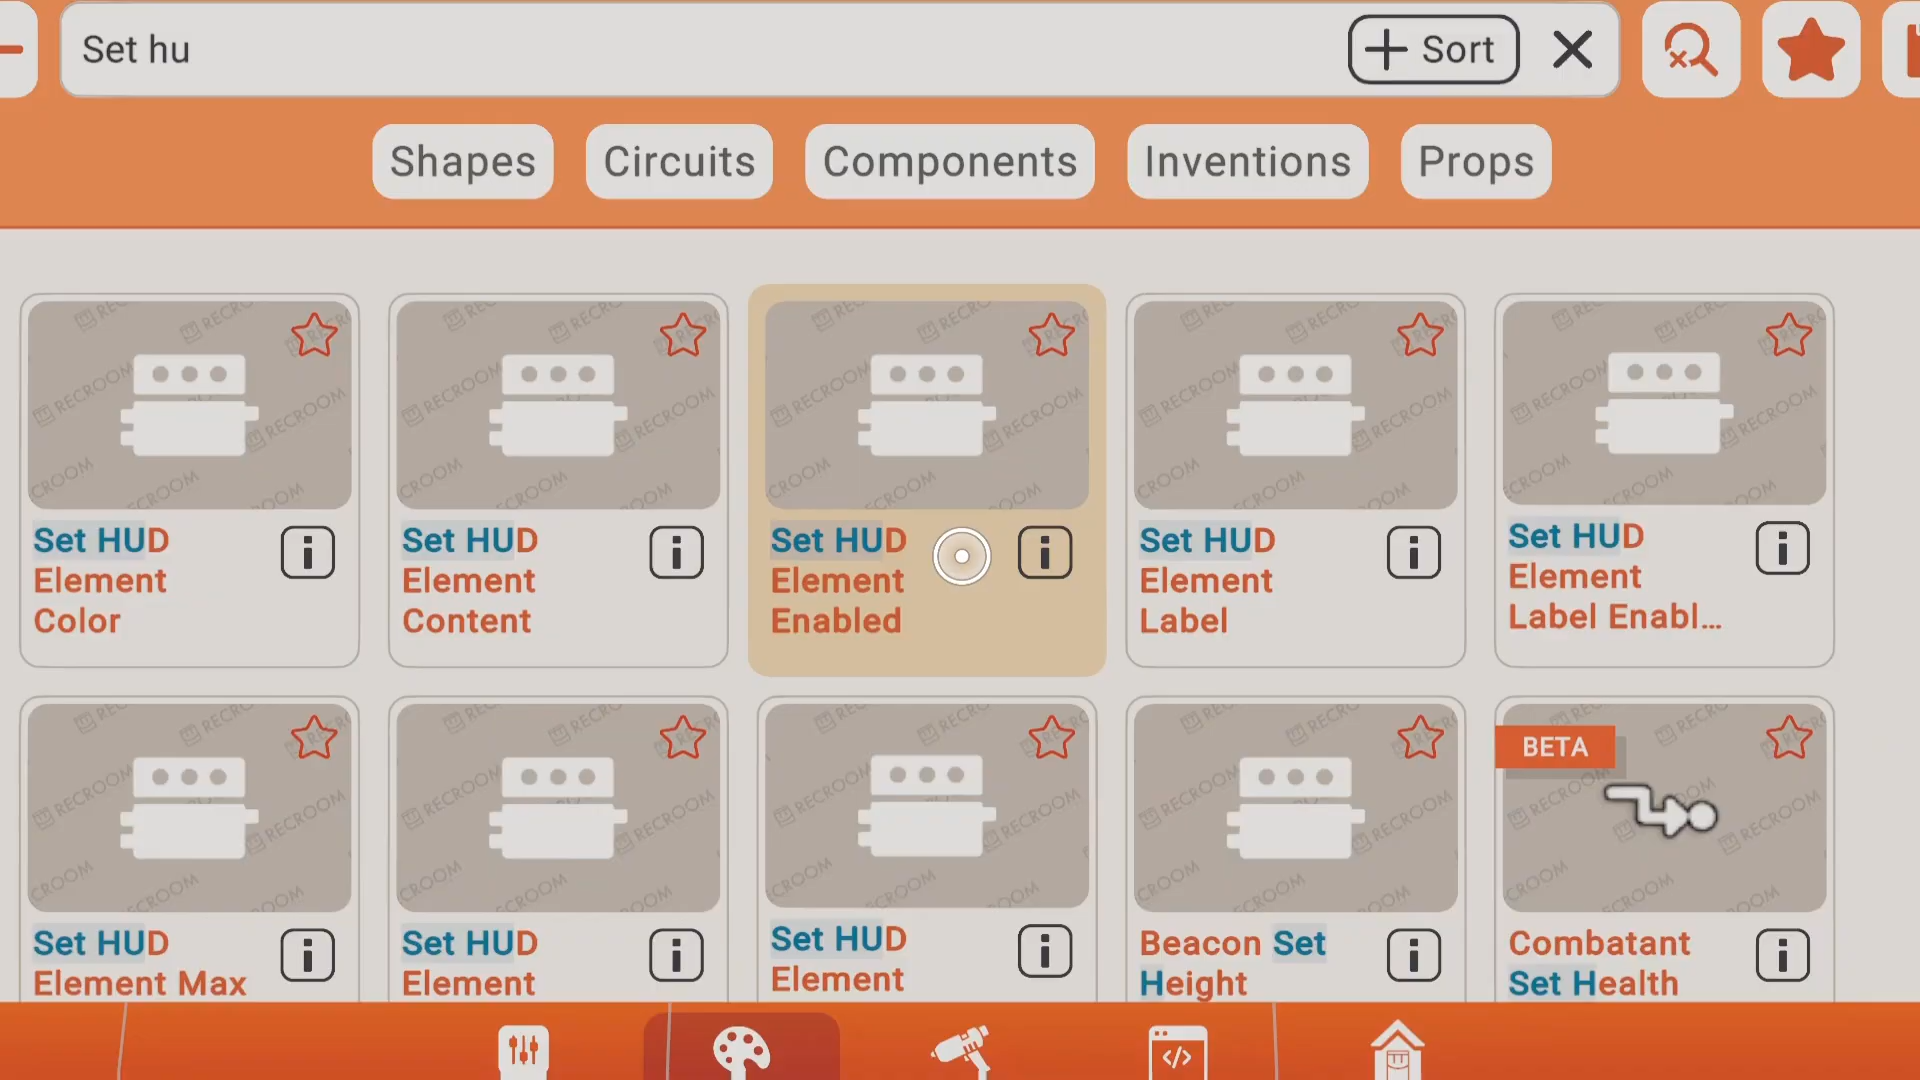 Set hu
Sort
Shapes
Circuits
Components
Inventions
Props
Set HUD
Element
Color
Set HUD
Element
Content
Set HUD
Element
Enabled
Set HUD
Element
Label
Set HUD
Element
Label Enabl...
BETA
Set HUD
Element Max
Set HUD
Element
Set HUD
Element
Beacon Set
Height
Combatant
Set Health